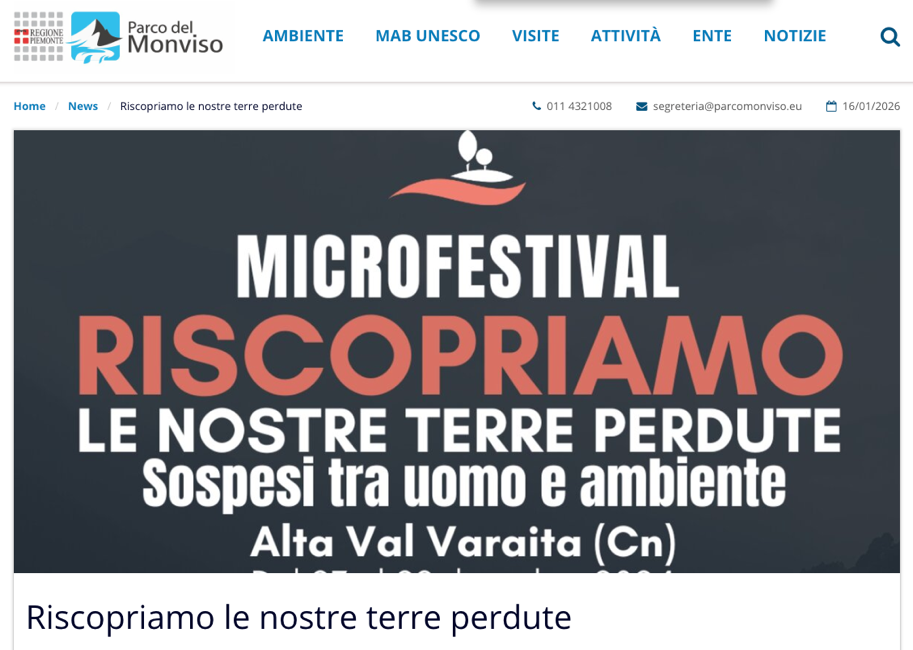 REGIONE
PIEMONTE
Parco del
Monviso
AMBIENTE MAB UNESCO VISITE ATTIVITÀ ENTE NOTIZIE
Home / News / Riscopriamo le nostre terre perdute
011 4321008 segreteria@parcomonviso.eu 16/01/2026
MICROFESTIVAL
RISCOPRIAMO
LE NOSTRE TERRE PERDUTE
Sospesi tra uomo e ambiente
Alta Val Varaita (Cn)
Riscopriamo le nostre terre perdute